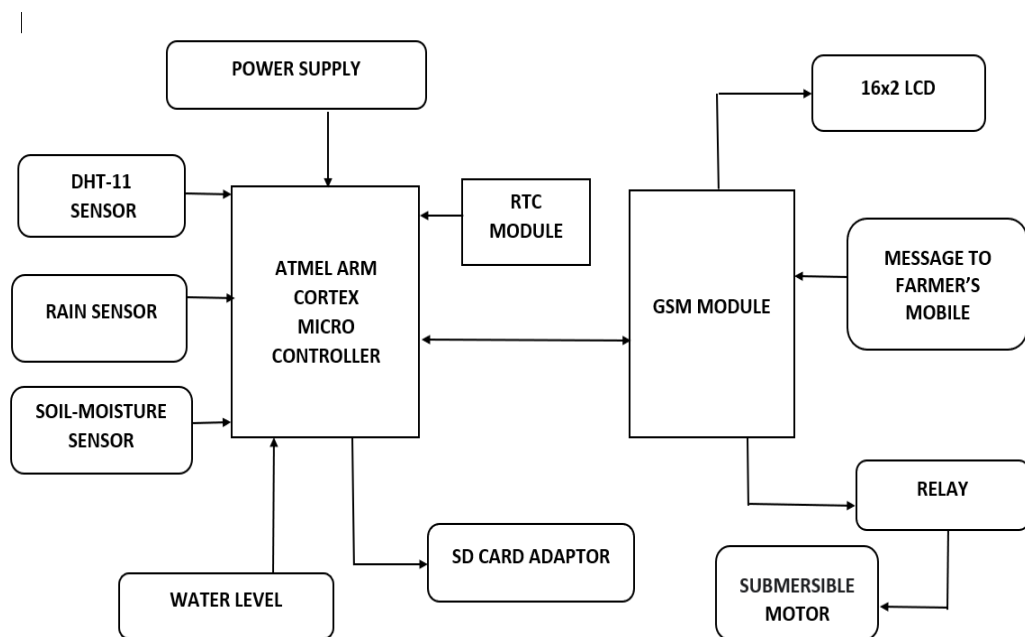 POWER SUPPLY
16x2 LCD
DHT-11
SENSOR
RTC
MODULE
ATMEL ARM
CORTEX
MICRO
CONTROLLER
RAIN SENSOR
GSM MODULE
MESSAGE TO
FARMER’S
MOBILE
SOIL-MOISTURE
SENSOR
RELAY
SD CARD ADAPTOR
WATER LEVEL
SUBMERSIBLE
MOTOR